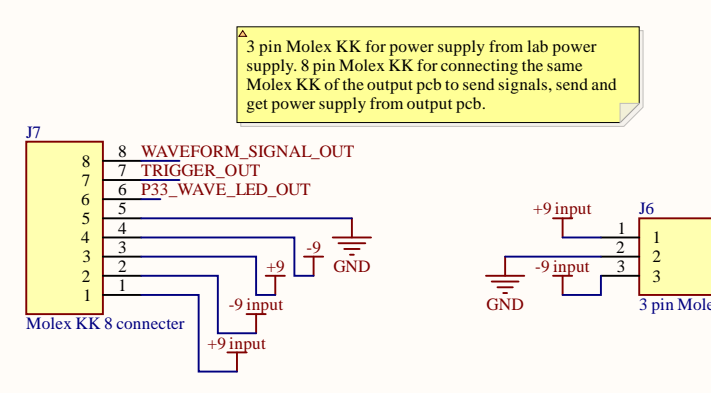 3 pin Molex KK for power supply from lab power
supply. 8 pin Molex KK for connecting the same
Molex KK of the output pcb to send signals, send and
get power supply from output pcb.
J7
8 8 WAVEFORM_SIGNAL_OUT
7 7 TRIGGER_OUT
6 6 P33_WAVE_LED_OUT
5 5
4 4
3 3
2 2
1 1
-9
GND
+9
-9 input
+9 input
Molex KK 8 connecter
J6
+9 input
1 1
2 2
3 3
-9 input
GND
3 pin Mole